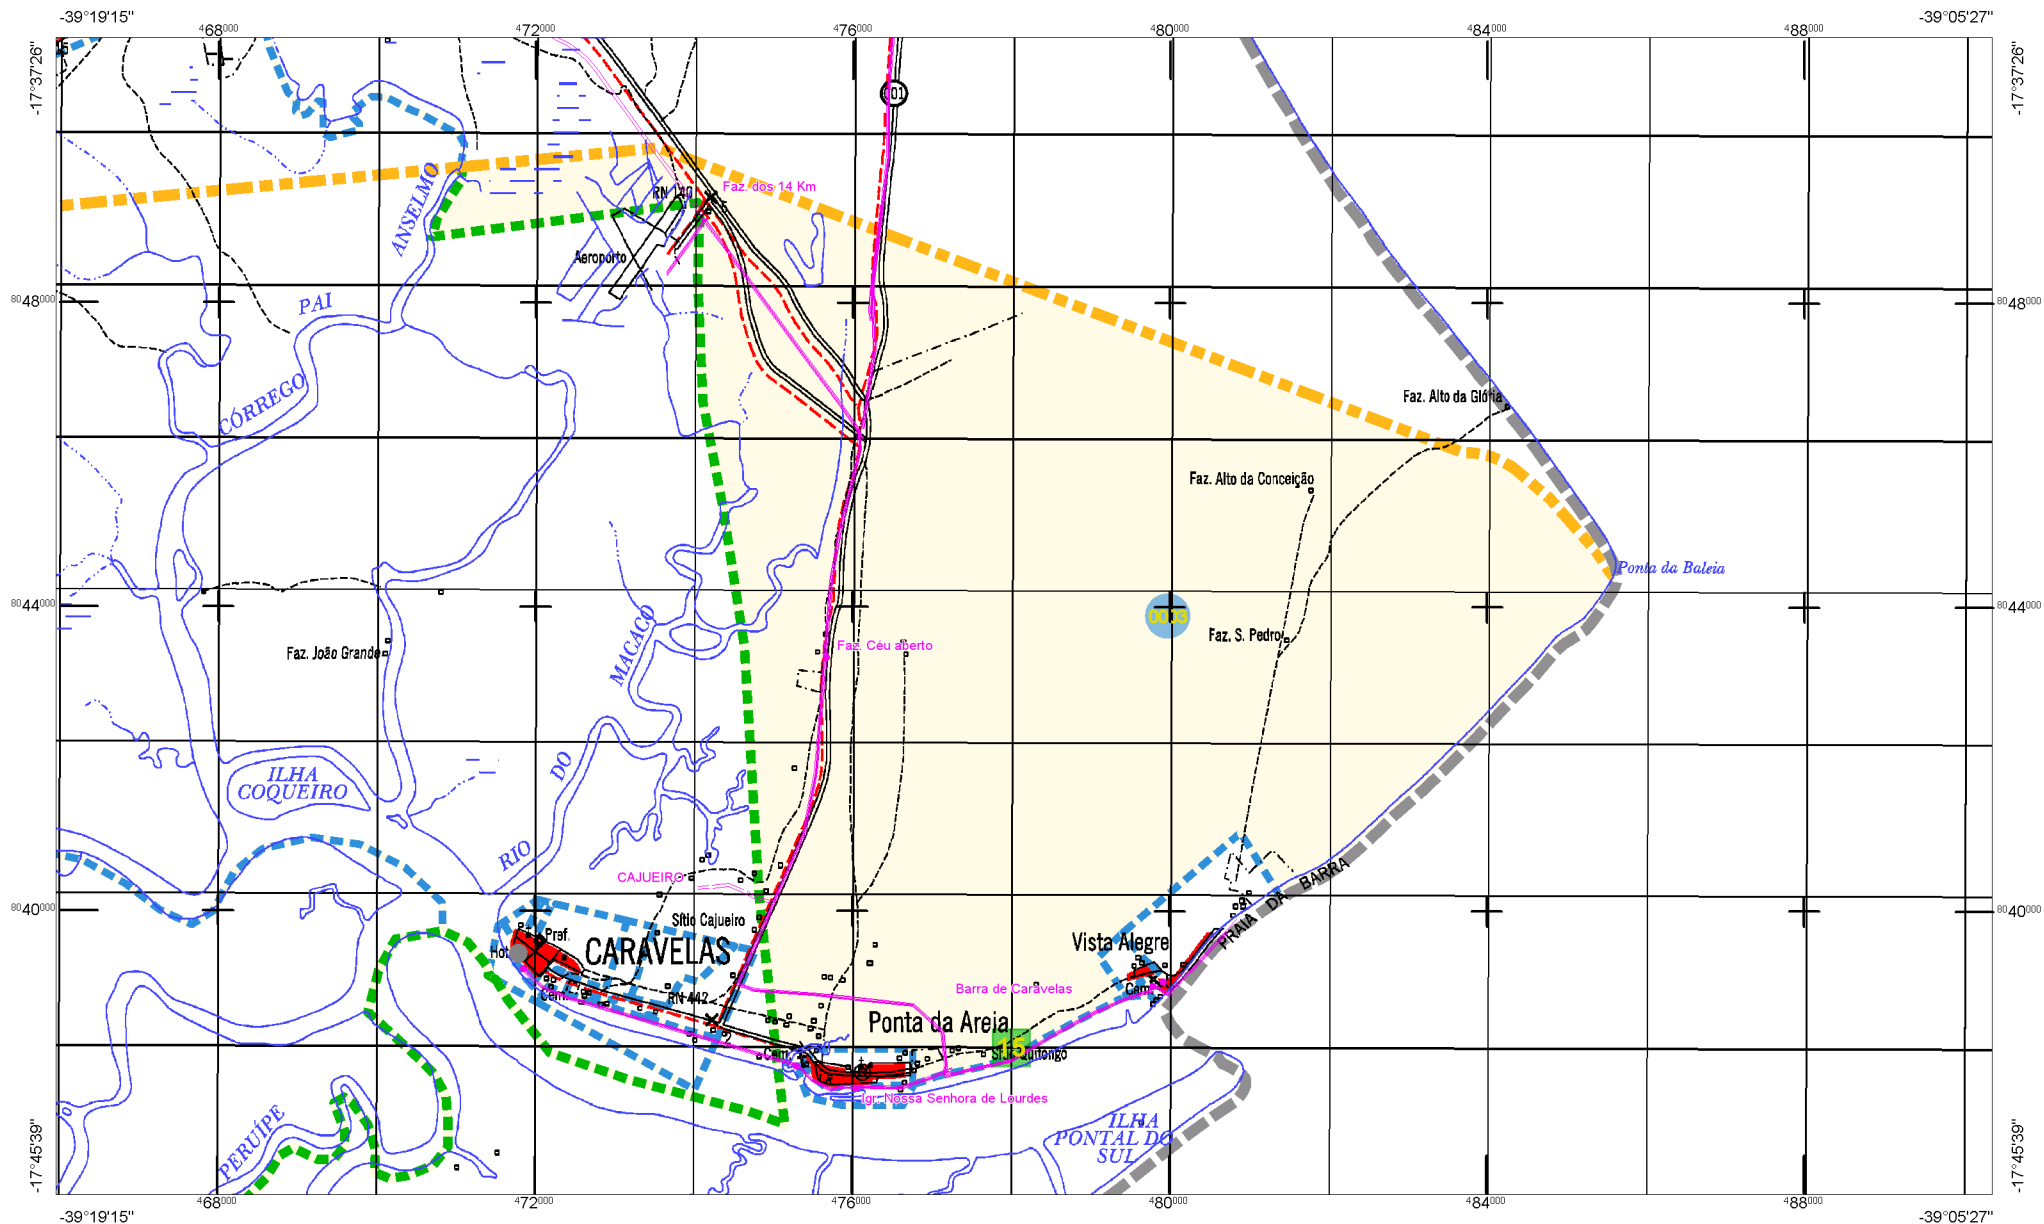 -39°19'15"
-39°05'27"
468000
472000
476000
480000
484000
488000
-17°37'26"
-17°37'26"
001
ANSELMO
RN 140
Faz. dos 14 Km
Aeroporto
8048000
8048000
PAI
CÓRREGO
Faz. Alto da Glória
Faz. Alto da Conceição
Ponta da Baleia
8044000
8044000
0003
Faz. S. Pedro
Faz. João Grande
MACACO
Faz. Céu aberto
DO
ILHA
COQUEIRO
RIO
CAJUEIRO
PRAIA DA BARRA
8040000
8040000
Sítio Cajueiro
Pref.
Hot
CARAVELAS
Vista Alegre
Cem.
RN 442
Barra de Caravelas
Cem.
Ponta da Areia
15
Cem.
Igr. Nossa Senhora de Lourdes
PERUÍPE
ILHA
PONTAL DO
SUL
-17°45'39"
-17°45'39"
468000
472000
476000
480000
484000
488000
-39°19'15"
-39°05'27"